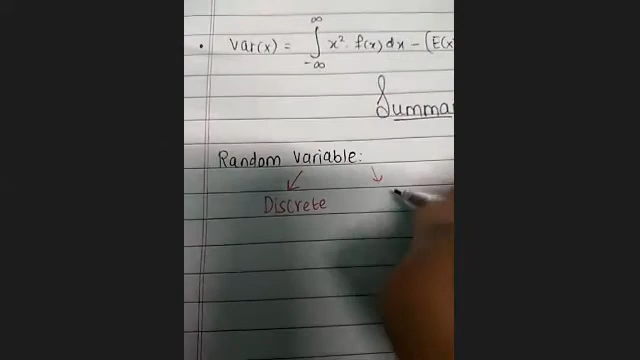 • Var(x) = ∫_{-∞}^{∞} x². f(x) dx - (E(x
Summa
Random Variable:
Discrete